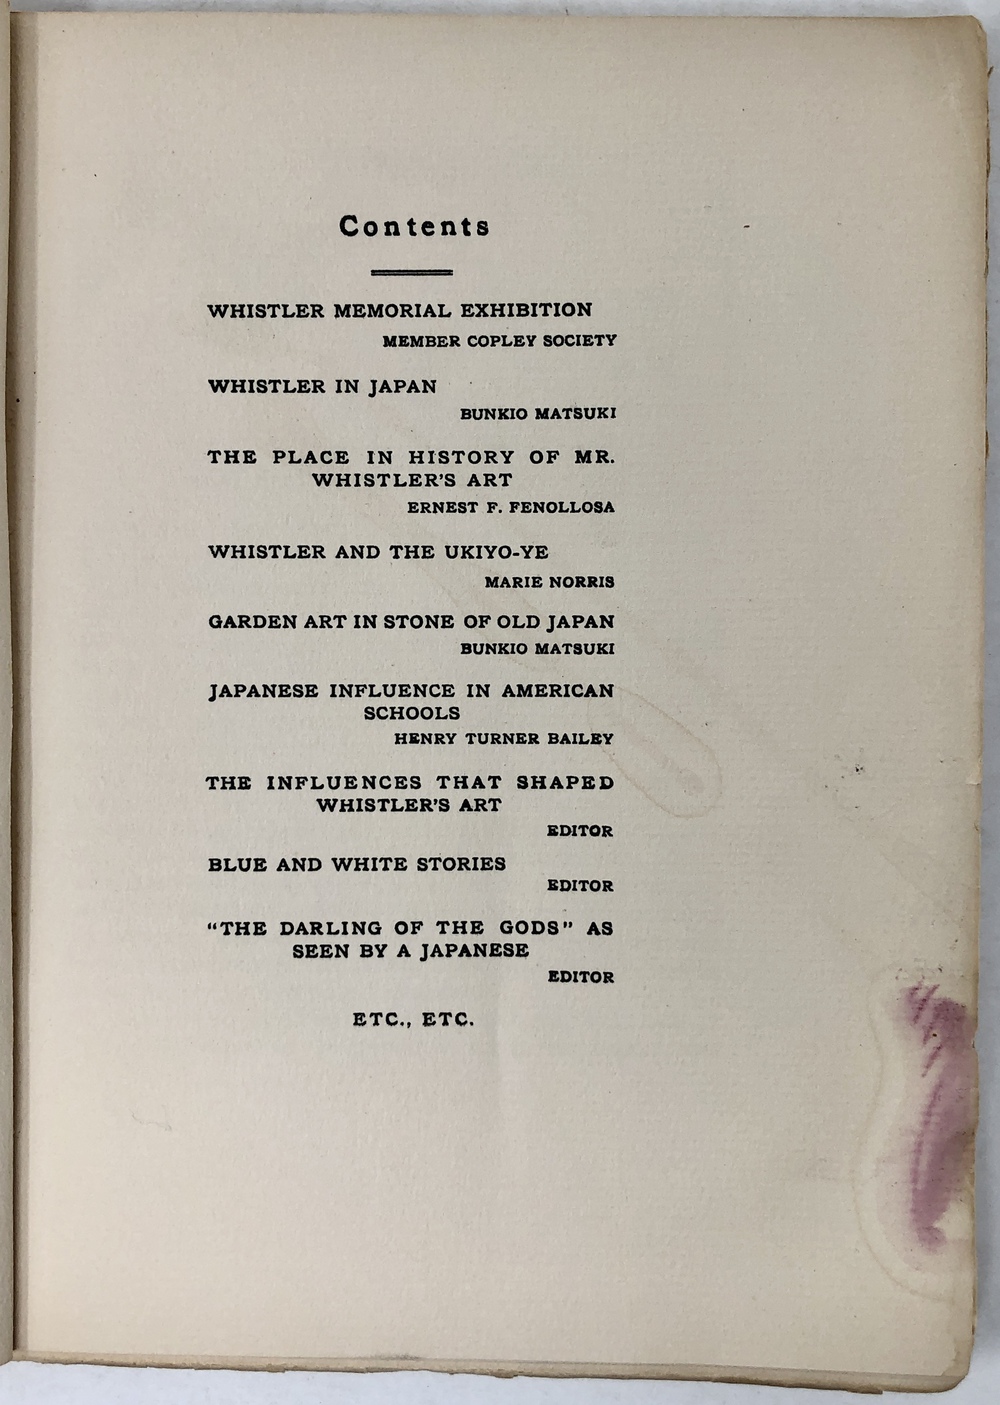 Contents
WHISTLER MEMORIAL EXHIBITION
MEMBER COPLEY SOCIETY
WHISTLER IN JAPAN
BUNKIO MATSUKI
THE PLACE IN HISTORY OF MR.
WHISTLER'S ART
ERNEST F. FENOLLOSA
WHISTLER AND THE UKIYO-YE
MARIE NORRIS
GARDEN ART IN STONE OF OLD JAPAN
BUNKIO MATSUKI
JAPANESE INFLUENCE IN AMERICAN
SCHOOLS
HENRY TURNER BAILEY
THE INFLUENCES THAT SHAPED
WHISTLER'S ART
EDITOR
BLUE AND WHITE STORIES
EDITOR
“THE DARLING OF THE GODS” AS
SEEN BY A JAPANESE
EDITOR
ETC., ETC.